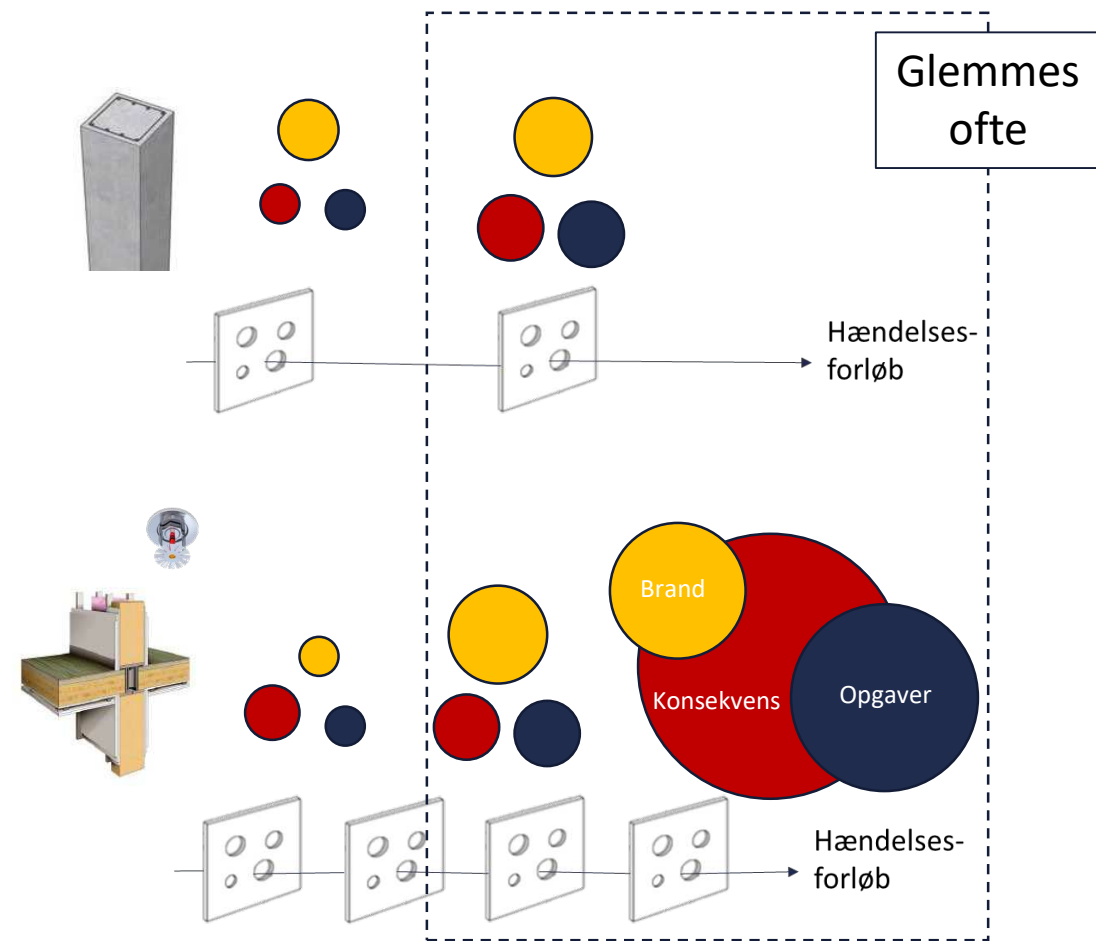 Glemmes
ofte
Hændelses-
forløb
Brand
Konsekvens
Opgaver
Hændelses-
forløb